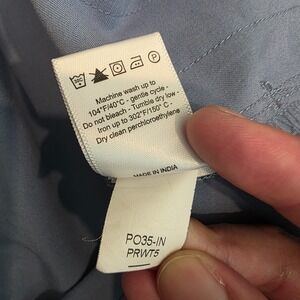 Machine wash up to
104°F/40°C - gentle cycle -
Do not bleach - Tumble dry low -
Iron up to 302°F/150° C -
Dry clean perchloroethylene
MADE IN INDIA
PO35-IN
PRWT5